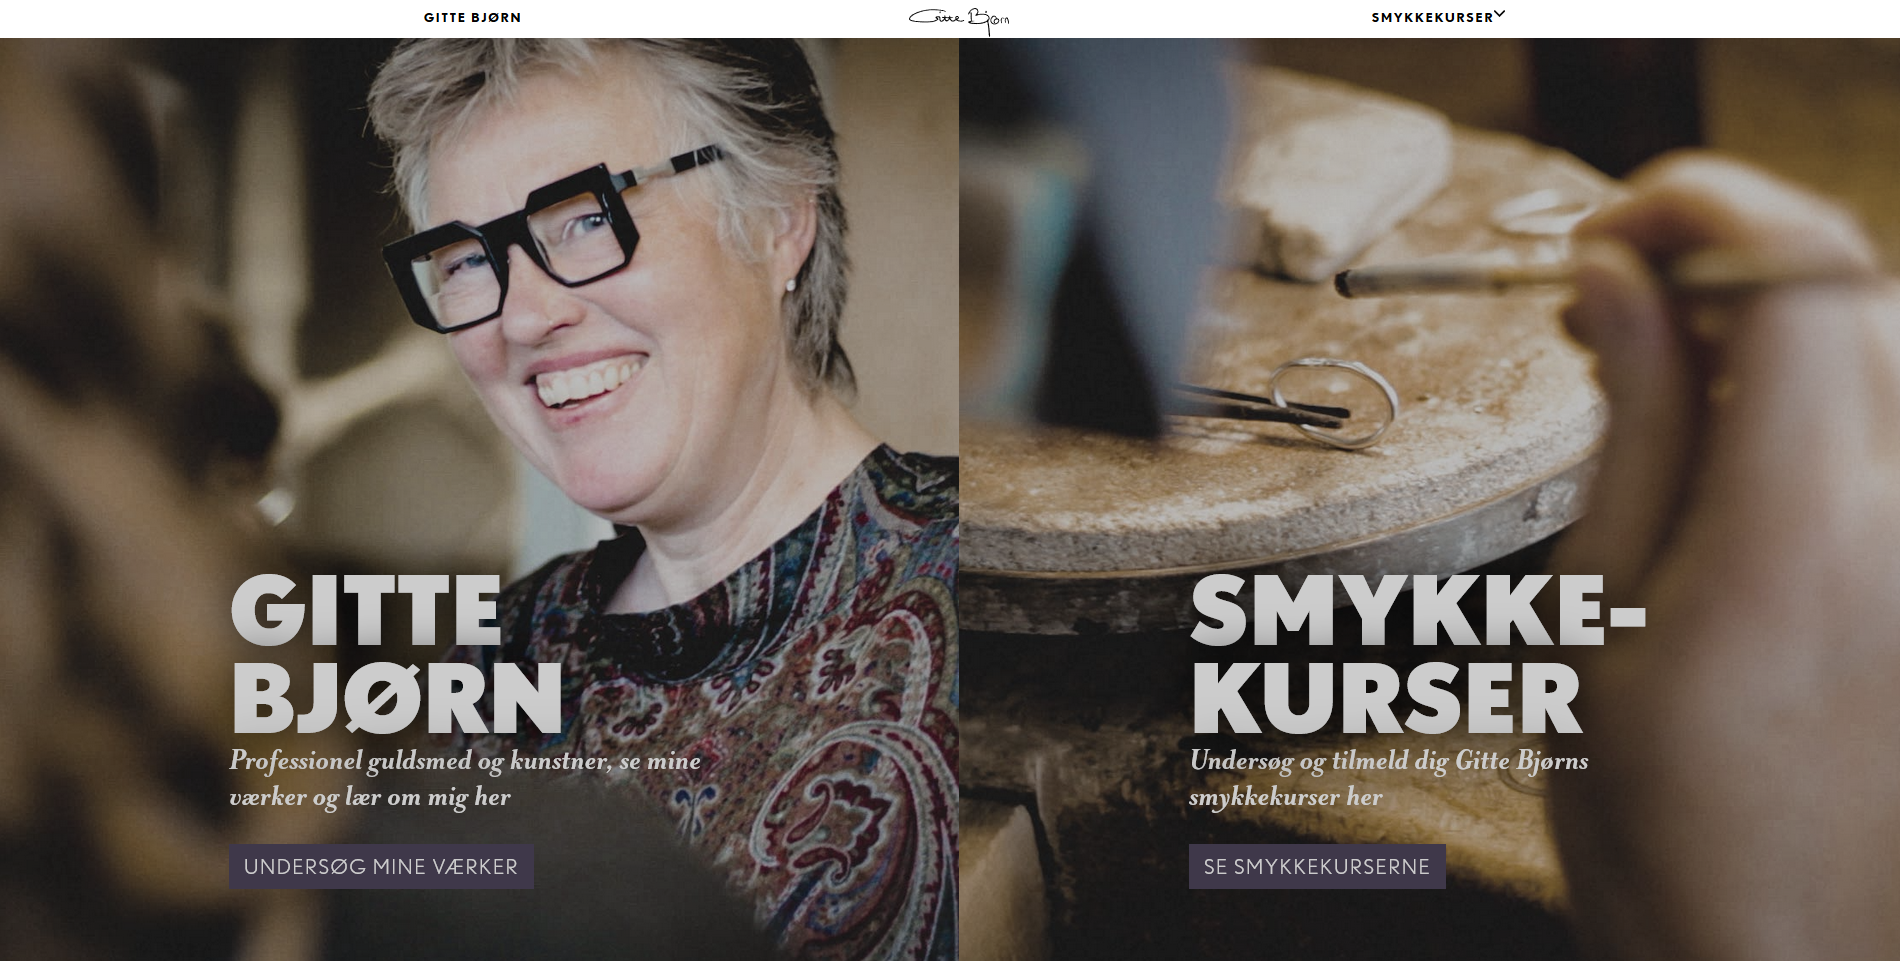 GITTE BJØRN
Gitte Bjørn
SMYKKEKURSER
GITTE
BJØRN
Professionel guldsmed og kunstner, se mine
værker og lær om mig her
UNDERSØG MINE VÆRKER
SMYKKE-
KURSER
Undersøg og tilmeld dig Gitte Bjørns
smykkekurser her
SE SMYKKEKURSERNE